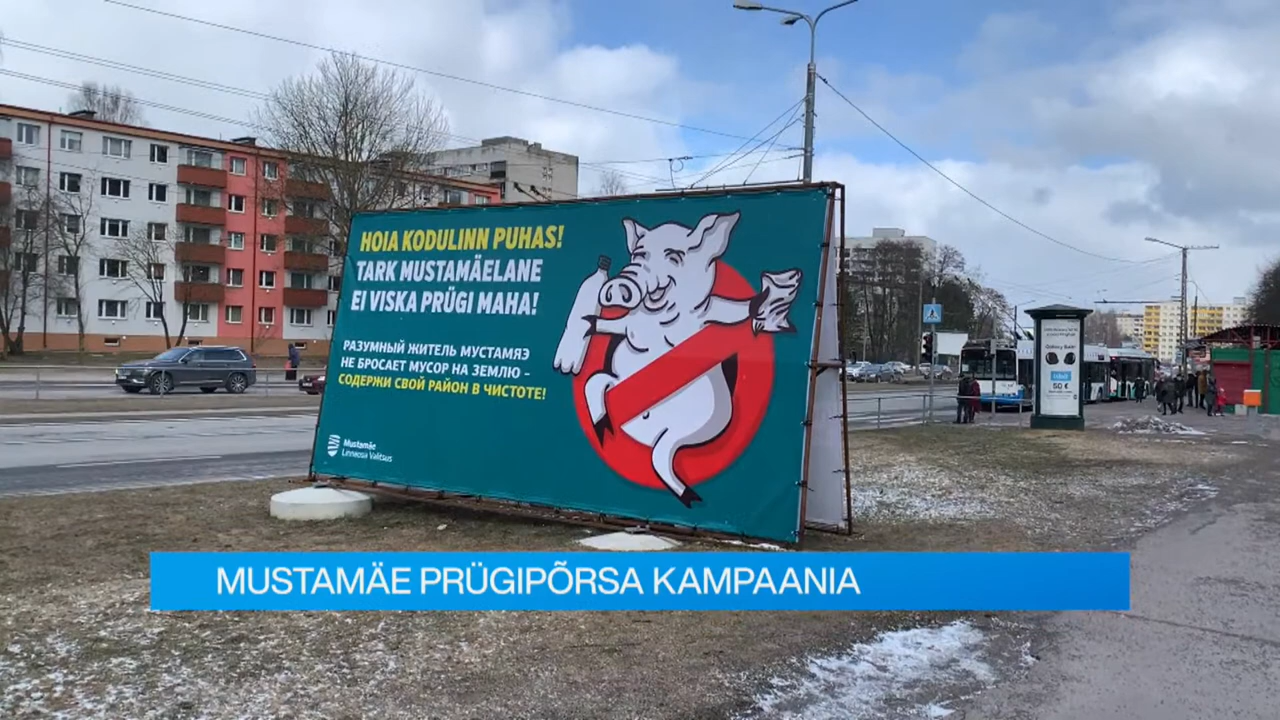 HOIA KODULINN PUHAS!
TARK MUSTAMÄELANE
EI VISKA PRÜGI MAHA!
РАЗУМНЫЙ ЖИТЕЛЬ МУСТАМЯЭ
НЕ БРОСАЕТ МУСОР НА ЗЕМЛЮ –
СОДЕРЖИ СВОЙ РАЙОН В ЧИСТОТЕ!
Mustamäe
Linnaosa Valitsus
50 €
MUSTAMÄE PRÜGIPÕRSA KAMPAANIA